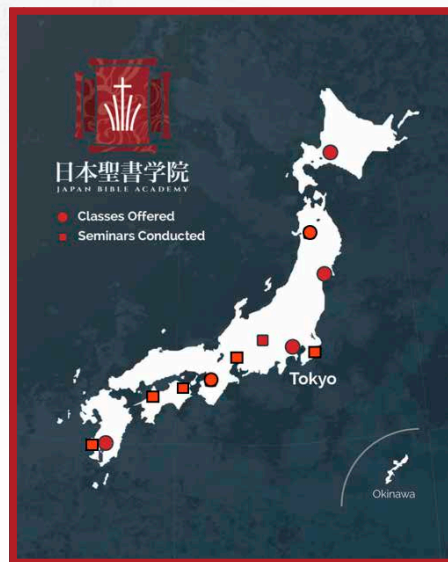 日本聖書学院
JAPAN BIBLE ACADEMY
Classes Offered
Seminars Conducted
Tokyo
Okinawa